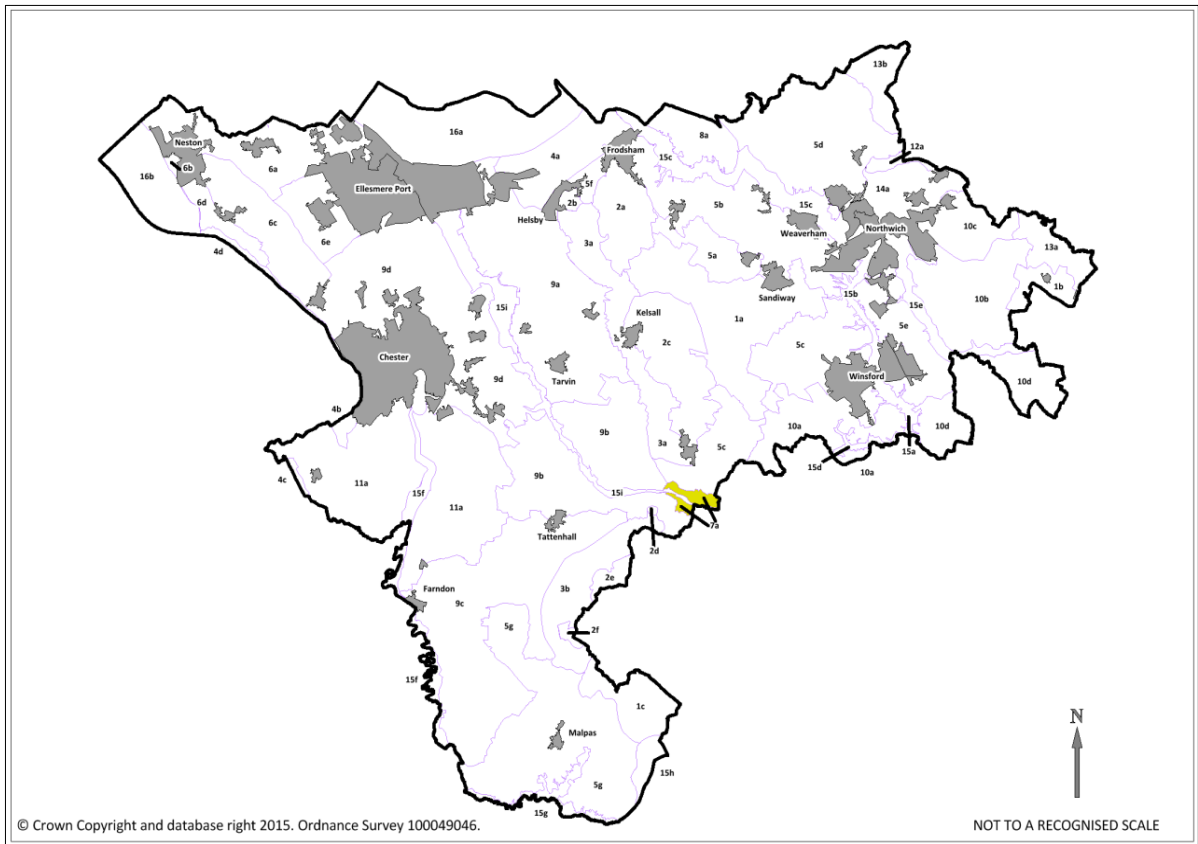 13b
16a
8a
5d
12a
Neston
Frodsham
4a
15c
6b
6a
16b
Ellesmere Port
5f
2b
14a
6d
2a
5b
15c
Helsby
Weaverham
Northwich
6c
10c
6e
3a
4d
13a
5a
9d
9a
Sandiway
15b
1b
10b
15i
15e
Kelsall
1a
5e
2c
5c
Chester
Winsford
Tarvin
9d
10d
4b
9b
10a
10d
3a
5c
15a
15d
10a
9b
4c
11a
15f
15i
11a
7a
Tattenhall
2d
2e
3b
Farndon
9c
5g
2f
15f
1c
Malpas
15h
5g
15g
N
© Crown Copyright and database right 2015. Ordnance Survey 100049046.
NOT TO A RECOGNISED SCALE